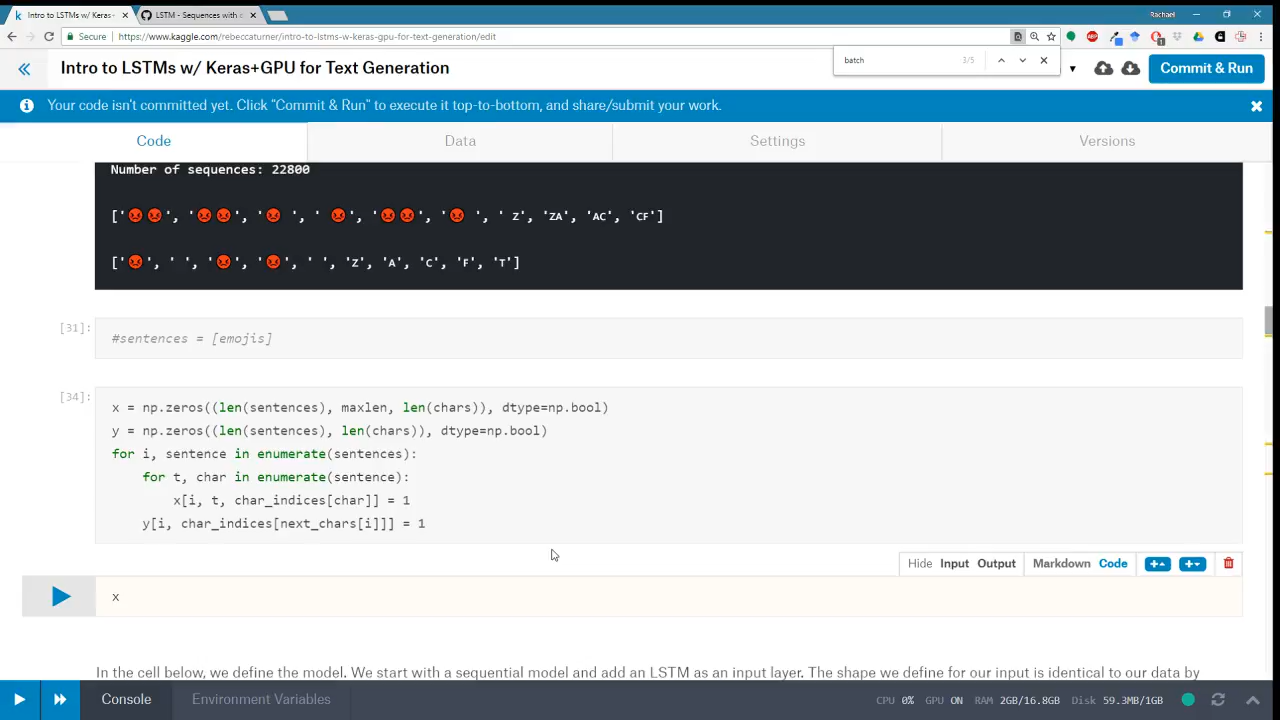 Intro to LSTMs w/ Keras+
LSTM - Sequences with
Rachael
Secure
https://www.kaggle.com/rebeccaturner/intro-to-lstms-w-keras-gpu-for-text-generation/edit
batch
3/5
Intro to LSTMs w/ Keras+GPU for Text Generation
Commit & Run
Your code isn't committed yet. Click "Commit & Run" to execute it top-to-bottom, and share/submit your work.
Code
Data
Settings
Versions
Number of sequences: 22800
['😡😡', '😡😡', '😡 ', ' 😡', '😡😡', '😡 ', ' Z', 'ZA', 'AC', 'CF']
['😡', ' ', '😡', '😡', ' ', 'Z', 'A', 'C', 'F', 'T']
[31]:
#sentences = [emojis]
[34]:
x = np.zeros((len(sentences), maxlen, len(chars)), dtype=np.bool)
y = np.zeros((len(sentences), len(chars)), dtype=np.bool)
for i, sentence in enumerate(sentences):
for t, char in enumerate(sentence):
x[i, t, char_indices[char]] = 1
y[i, char_indices[next_chars[i]]] = 1
Hide Input Output Markdown Code
x
In the cell below, we define the model. We start with a sequential model and add an LSTM as an input layer. The shape we define for our input is identical to our data by
Console
Environment Variables
CPU 0% GPU ON RAM 2GB/16.8GB Disk 59.3MB/1GB